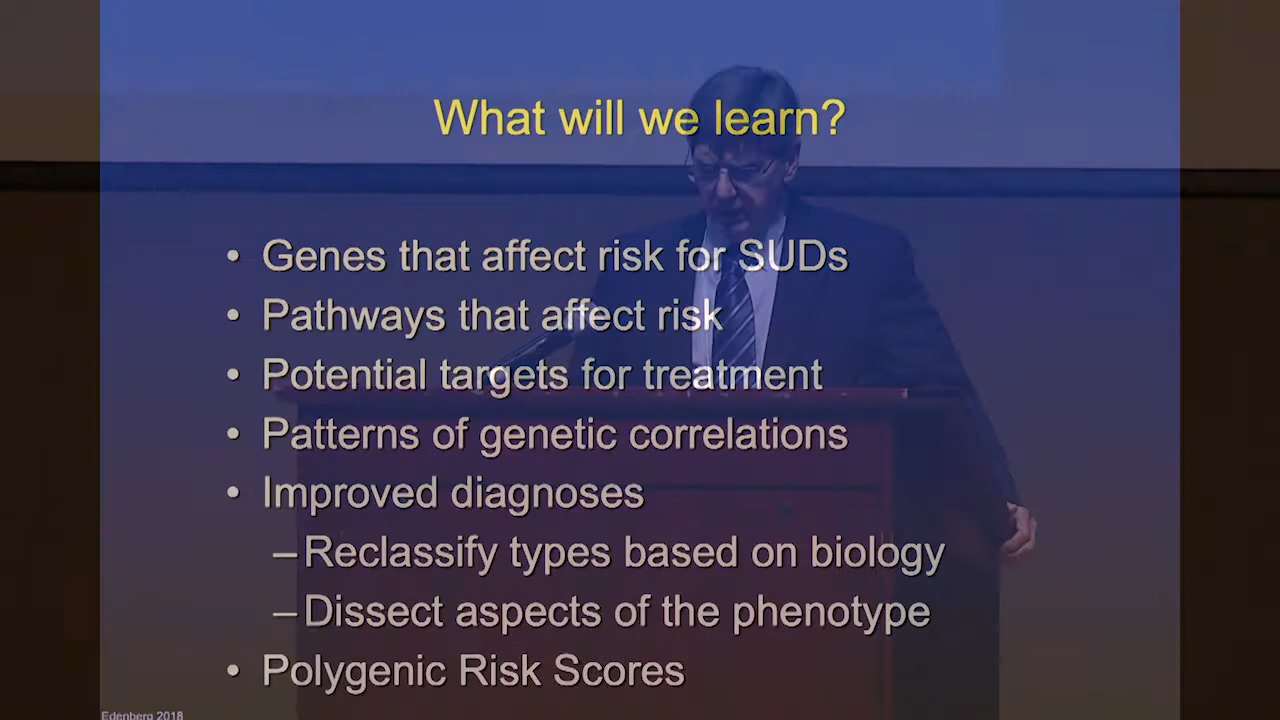 What will we learn?
• Genes that affect risk for SUDs
• Pathways that affect risk
• Potential targets for treatment
• Patterns of genetic correlations
• Improved diagnoses
– Reclassify types based on biology
– Dissect aspects of the phenotype
• Polygenic Risk Scores
Edenberg 2018